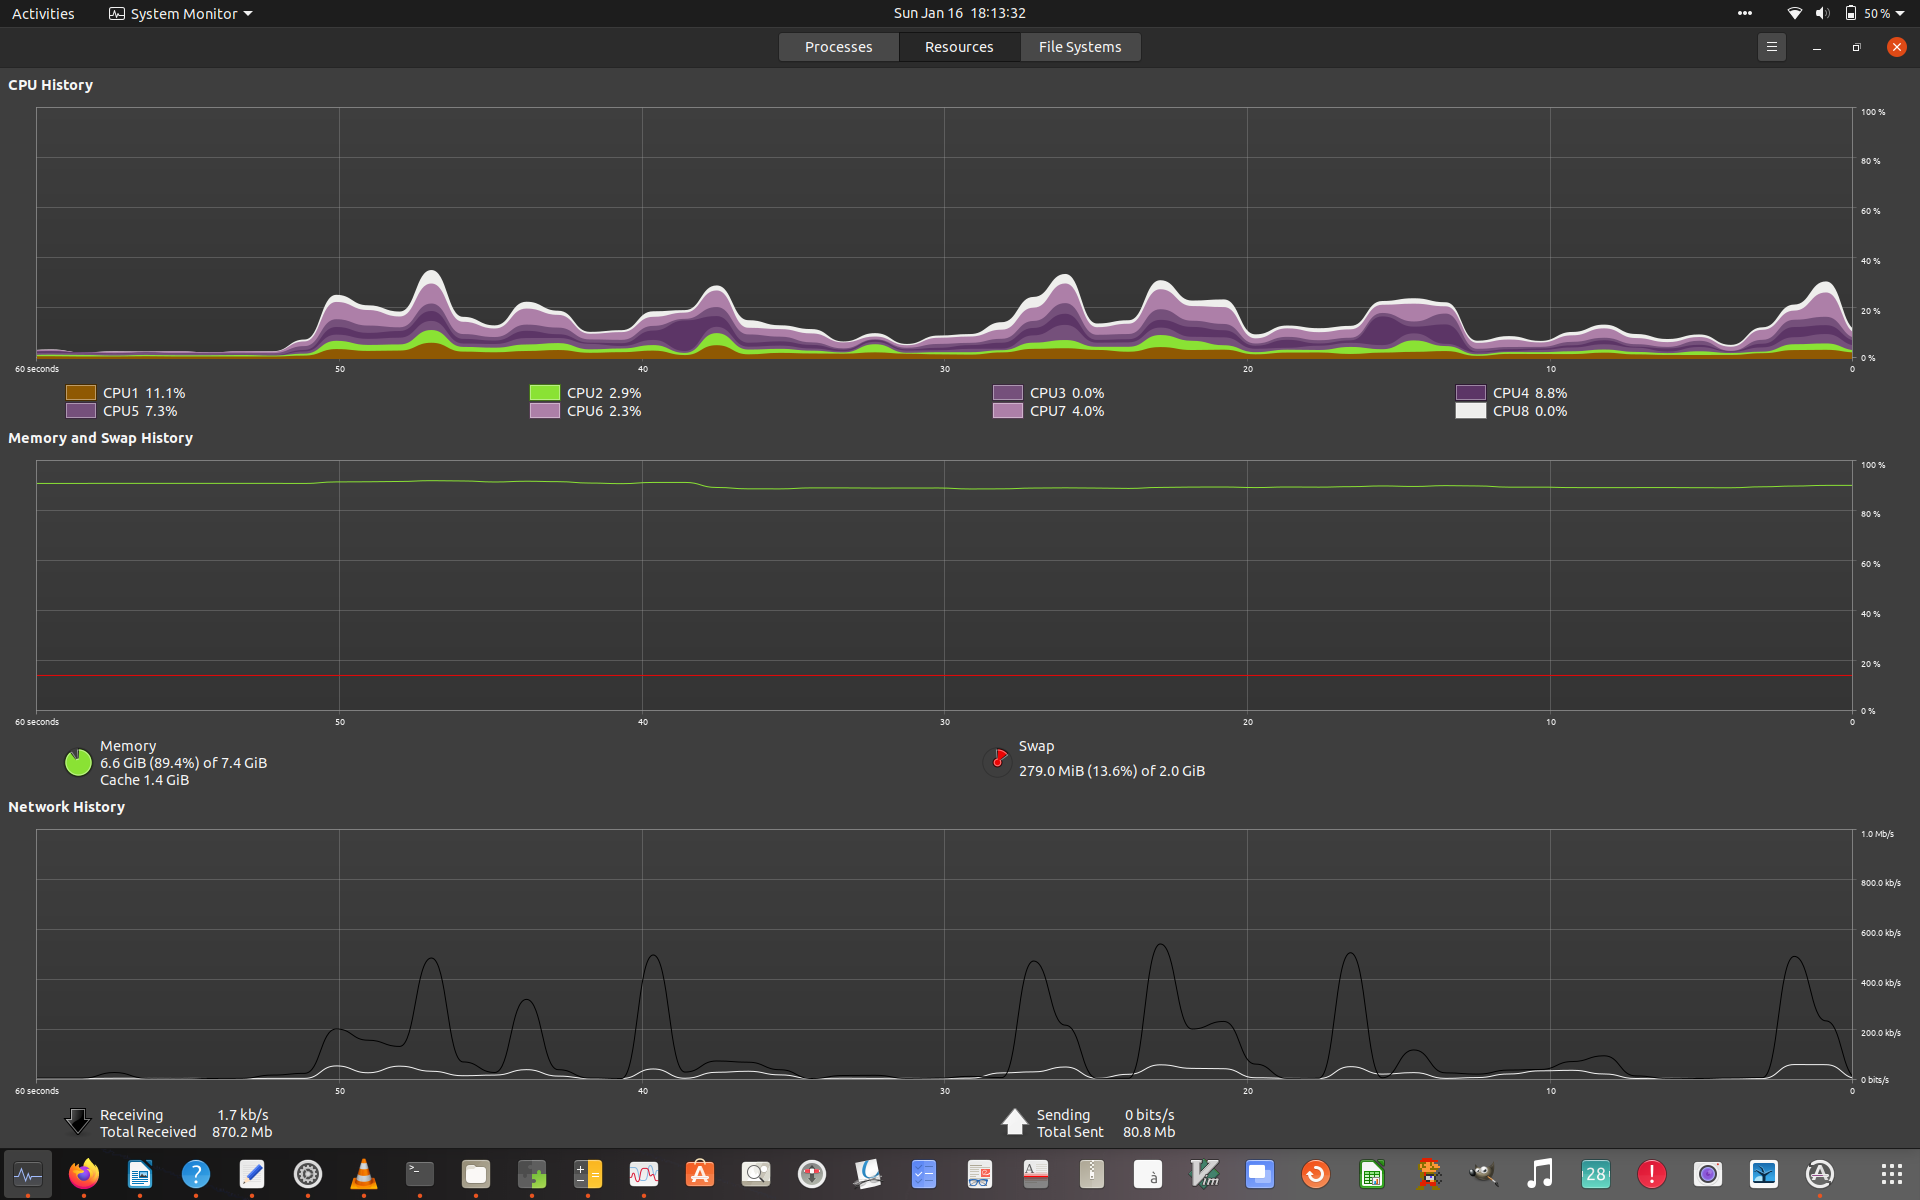 Activities System Monitor Sun Jan 16 18:13:32 50 %
Processes Resources File Systems
CPU History
100 %
80 %
60 %
40 %
20 %
0 %
60 seconds 50 40 30 20 10 0
CPU1 11.1% CPU2 2.9% CPU3 0.0% CPU4 8.8%
CPU5 7.3% CPU6 2.3% CPU7 4.0% CPU8 0.0%
Memory and Swap History
100 %
80 %
60 %
40 %
20 %
0 %
60 seconds 50 40 30 20 10 0
Memory
6.6 GiB (89.4%) of 7.4 GiB
Cache 1.4 GiB
Swap
279.0 MiB (13.6%) of 2.0 GiB
Network History
1.0 Mb/s
800.0 kb/s
600.0 kb/s
400.0 kb/s
200.0 kb/s
0 bits/s
60 seconds 50 40 30 20 10 0
Receiving 1.7 kb/s
Total Received 870.2 Mb
Sending 0 bits/s
Total Sent 80.8 Mb
? >_ A à Vim 28 !